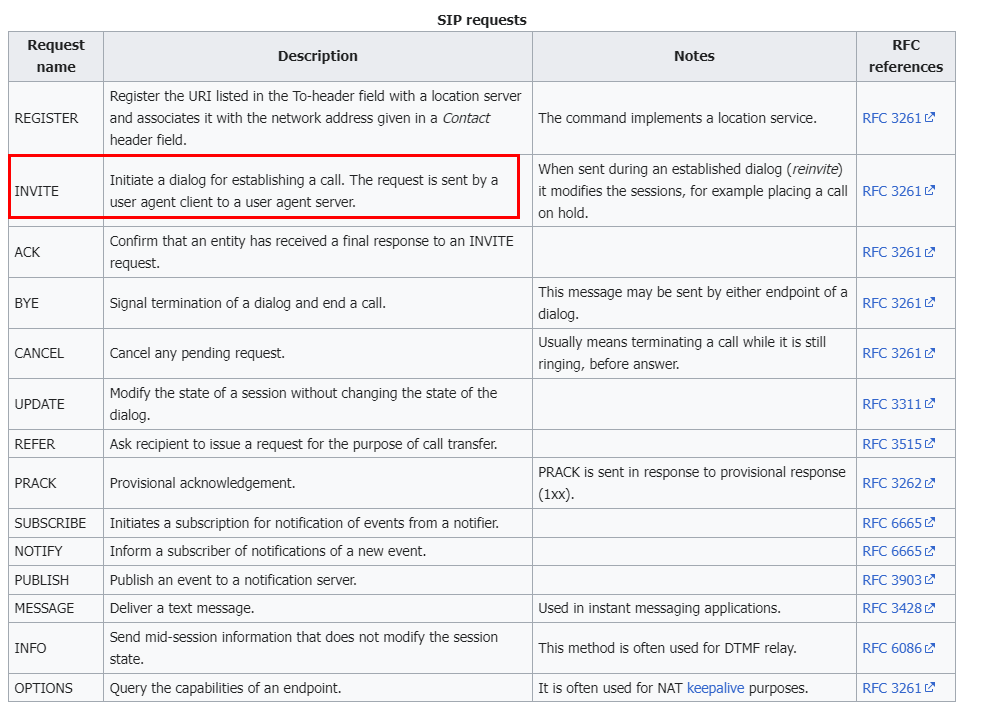 SIP requests
Request
name
Description
Notes
RFC
references
REGISTER
Register the URI listed in the To-header field with a location server
and associates it with the network address given in a Contact
header field.
The command implements a location service.
RFC 3261
INVITE
Initiate a dialog for establishing a call. The request is sent by a
user agent client to a user agent server.
When sent during an established dialog (reinvite)
it modifies the sessions, for example placing a call
on hold.
RFC 3261
ACK
Confirm that an entity has received a final response to an INVITE
request.
RFC 3261
BYE
Signal termination of a dialog and end a call.
This message may be sent by either endpoint of a
dialog.
RFC 3261
CANCEL
Cancel any pending request.
Usually means terminating a call while it is still
ringing, before answer.
RFC 3261
UPDATE
Modify the state of a session without changing the state of the
dialog.
RFC 3311
REFER
Ask recipient to issue a request for the purpose of call transfer.
RFC 3515
PRACK
Provisional acknowledgement.
PRACK is sent in response to provisional response
(1xx).
RFC 3262
SUBSCRIBE
Initiates a subscription for notification of events from a notifier.
RFC 6665
NOTIFY
Inform a subscriber of notifications of a new event.
RFC 6665
PUBLISH
Publish an event to a notification server.
RFC 3903
MESSAGE
Deliver a text message.
Used in instant messaging applications.
RFC 3428
INFO
Send mid-session information that does not modify the session
state.
This method is often used for DTMF relay.
RFC 6086
OPTIONS
Query the capabilities of an endpoint.
It is often used for NAT keepalive purposes.
RFC 3261